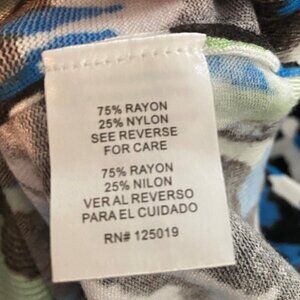 75% RAYON
25% NYLON
SEE REVERSE
FOR CARE
75% RAYON
25% NILON
VER AL REVERSO
PARA EL CUIDADO
RN# 125019